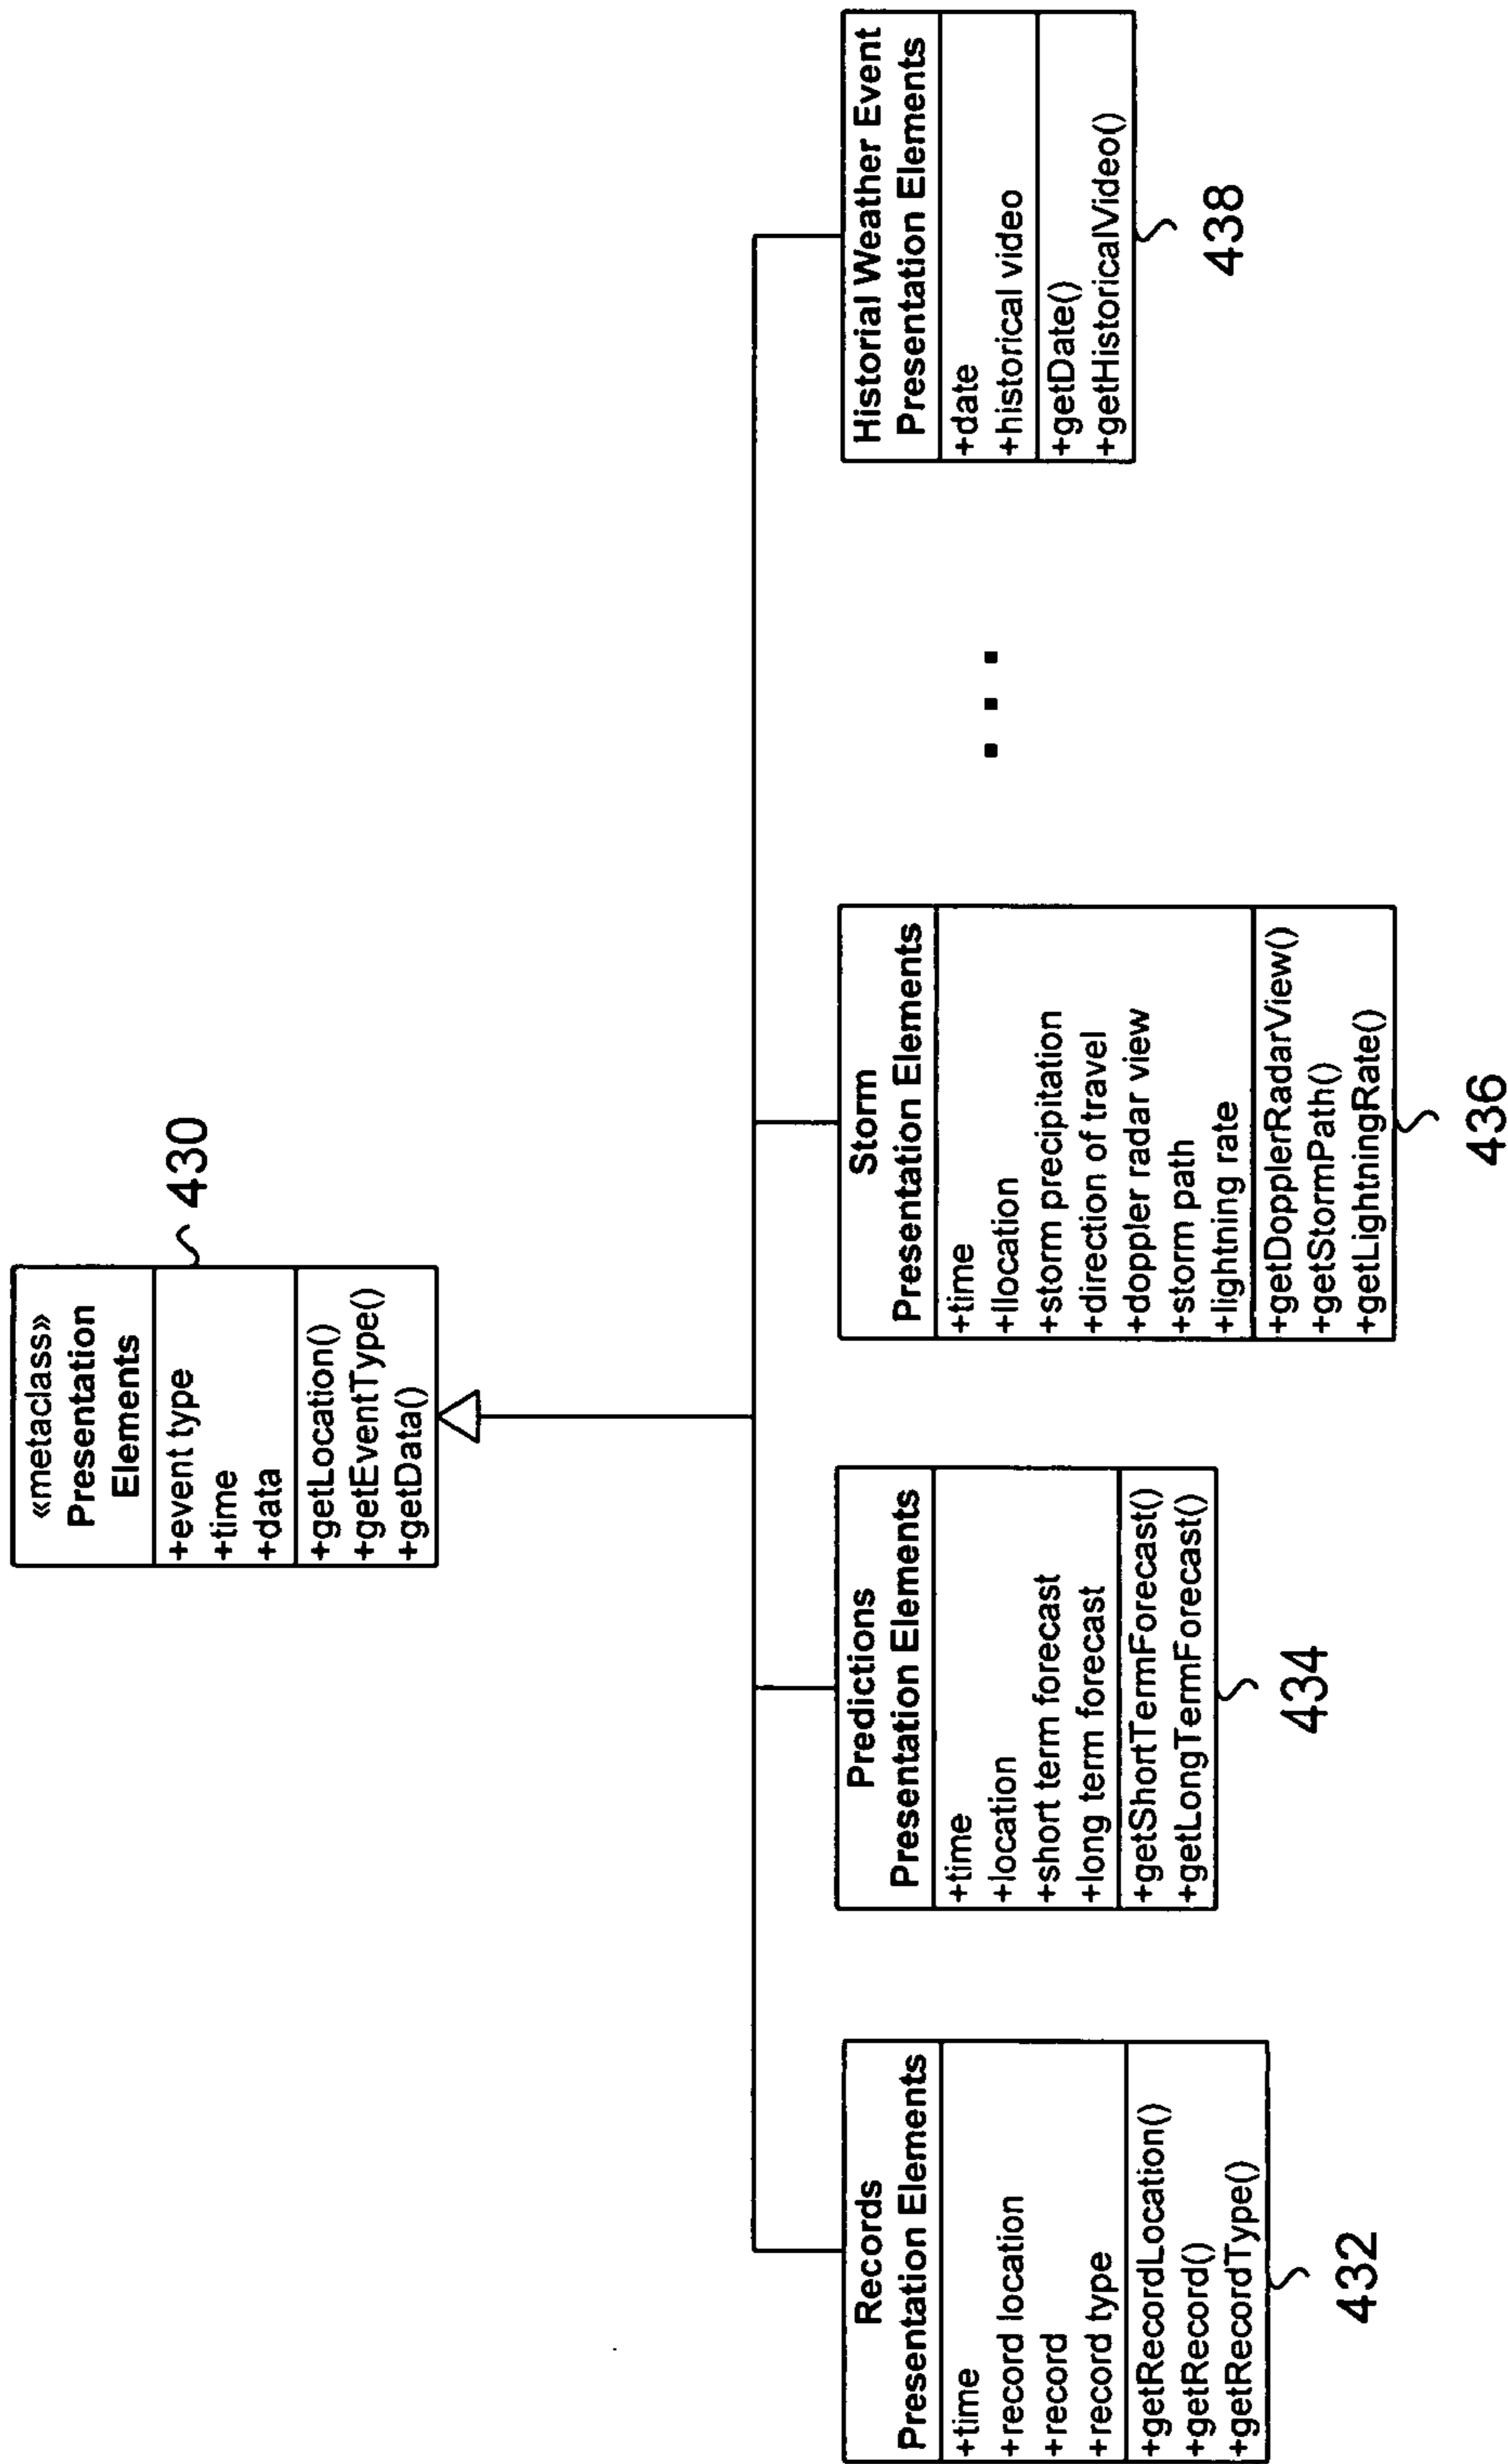 «metaclass»
Presentation
Elements
+event type
+time
+data
+getLocation()
+getEventType()
+getData()
430
Records
Presentation Elements
+time
+record location
+record
+record type
+getRecordLocation()
+getRecord()
+getRecordType()
432
Predictions
Presentation Elements
+time
+location
+short term forecast
+long term forecast
+getShortTermForecast()
+getLongTermForecast()
434
Storm
Presentation Elements
+time
+llocation
+storm precipitation
+direction of travel
+doppler radar view
+storm path
+lightning rate
+getDopplerRadarView()
+getStormPath()
+getLightningRate()
436
. . .
Historial Weather Event
Presentation Elements
+date
+historical video
+getDate()
+getHistoricalVideo()
438